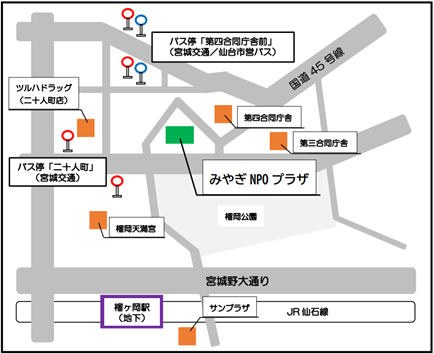 バス停「第四合同庁舎前」
（宮城交通／仙台市営バス）
国道45号線
ツルハドラッグ
（二十人町店）
第四合同庁舎
第三合同庁舎
バス停「二十人町」
（宮城交通）
みやぎNPOプラザ
榴岡公園
榴岡天満宮
宮城野大通り
榴ヶ岡駅
（地下）
サンプラザ
JR仙石線